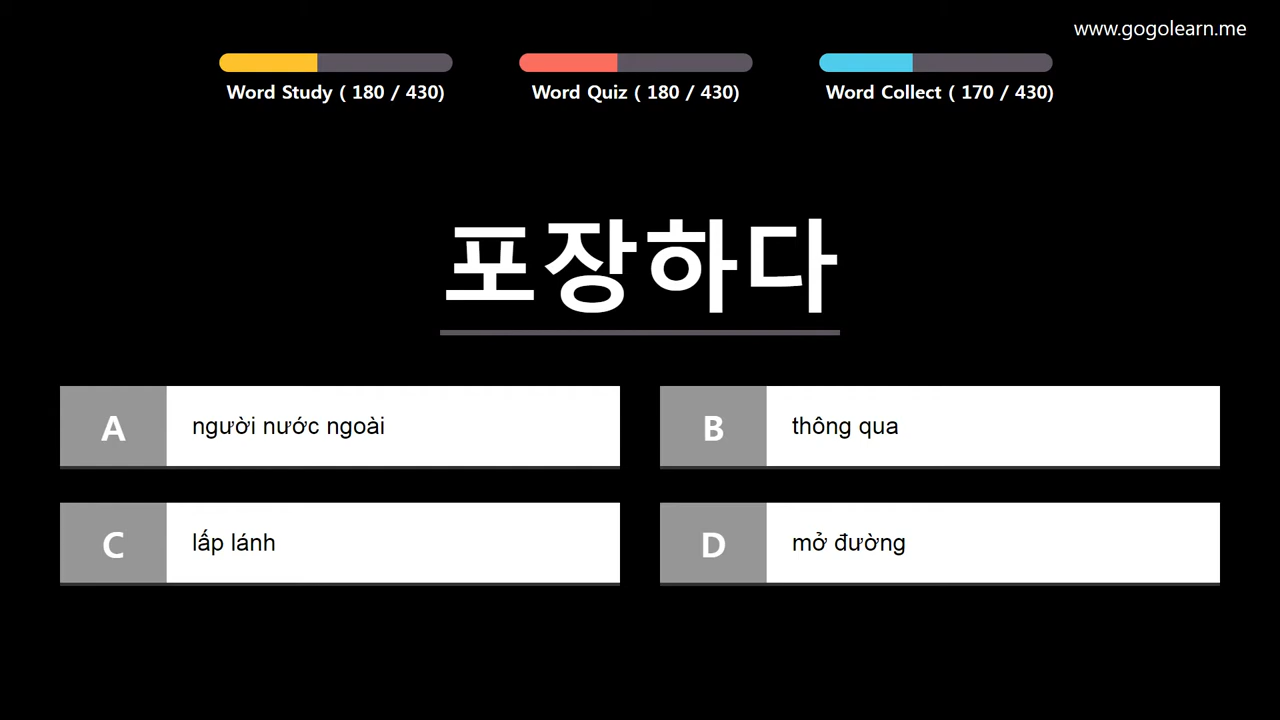 www.gogolearn.me
Word Study ( 180 / 430)
Word Quiz ( 180 / 430)
Word Collect ( 170 / 430)
포장하다
A người nước ngoài
B thông qua
C lấp lánh
D mở đường